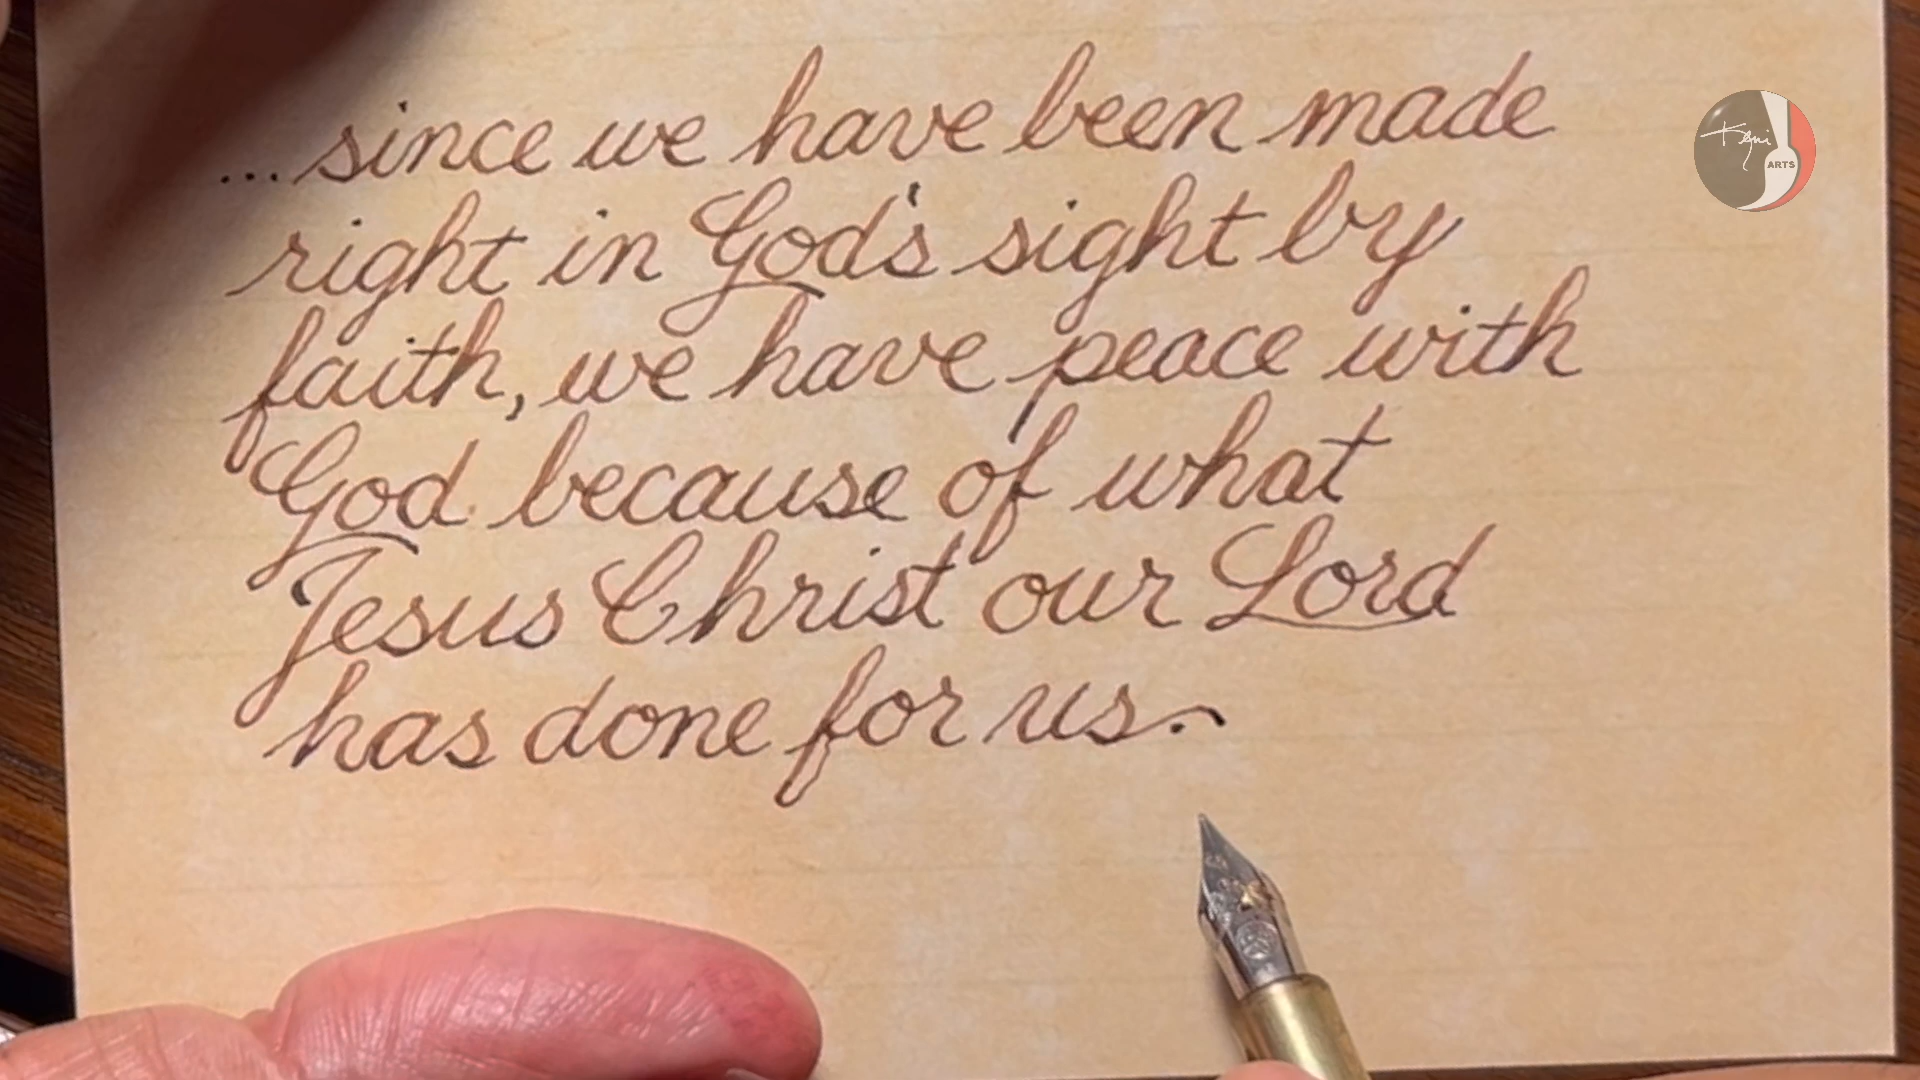 ...since we have been made
right in God's sight by
faith, we have peace with
God because of what
Jesus Christ our Lord
has done for us.
ARTS